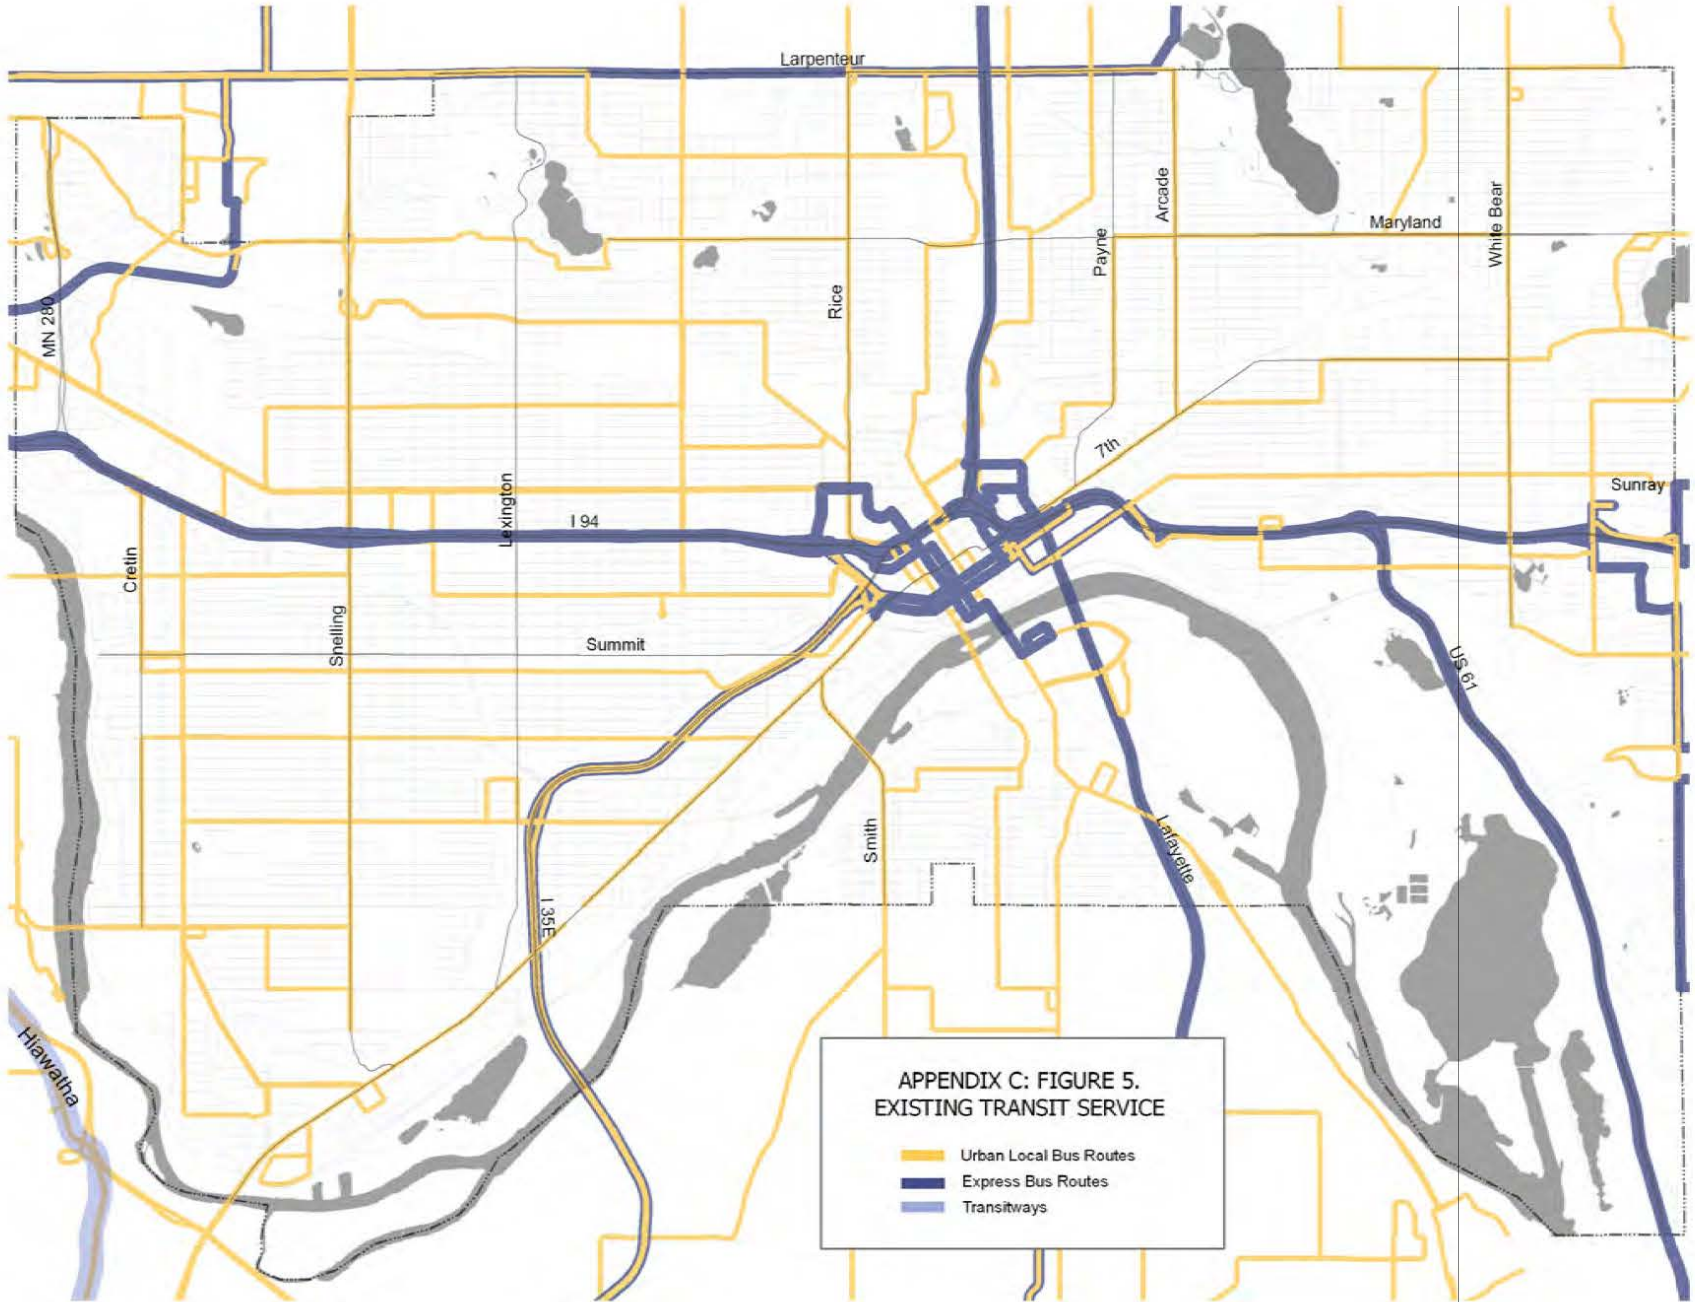 Larpenteur
Arcade
Maryland
White Bear
Payne
Rice
MN 280
7th
Sunray
Lexington
I 94
Cretin
Snelling
Summit
US 61
Smith
Lafayette
I 35E
Hiawatha
APPENDIX C: FIGURE 5.
EXISTING TRANSIT SERVICE
Urban Local Bus Routes
Express Bus Routes
Transitways